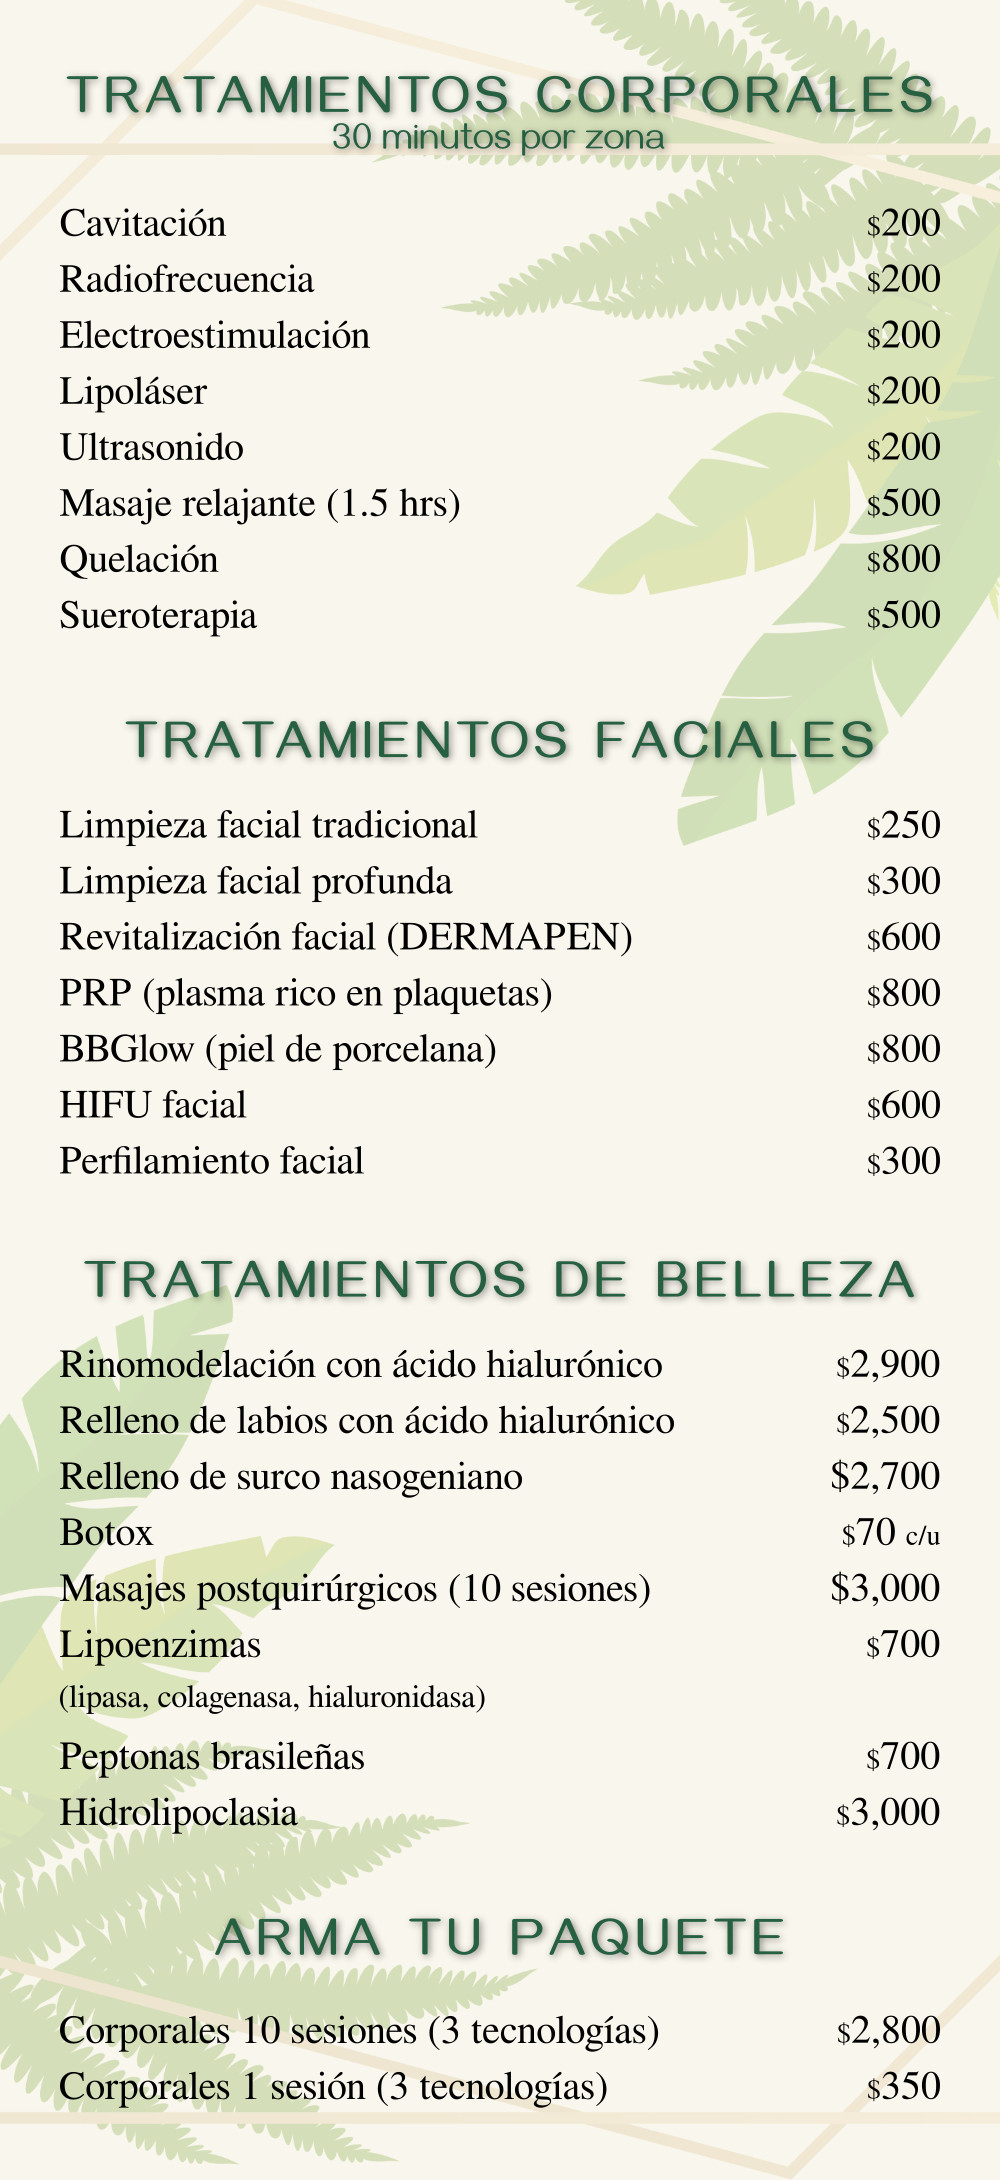 TRATAMIENTOS CORPORALES
30 minutos por zona
Cavitación $200
Radiofrecuencia $200
Electroestimulación $200
Lipoláser $200
Ultrasonido $200
Masaje relajante (1.5 hrs) $500
Quelación $800
Sueroterapia $500
TRATAMIENTOS FACIALES
Limpieza facial tradicional $250
Limpieza facial profunda $300
Revitalización facial (DERMAPEN) $600
PRP (plasma rico en plaquetas) $800
BBGlow (piel de porcelana) $800
HIFU facial $600
Perfilamiento facial $300
TRATAMIENTOS DE BELLEZA
Rinomodelación con ácido hialurónico $2,900
Relleno de labios con ácido hialurónico $2,500
Relleno de surco nasogeniano $2,700
Botox $70 c/u
Masajes postquirúrgicos (10 sesiones) $3,000
Lipoenzimas $700
(lipasa, colagenasa, hialuronidasa)
Peptonas brasileñas $700
Hidrolipoclasia $3,000
ARMA TU PAQUETE
Corporales 10 sesiones (3 tecnologías) $2,800
Corporales 1 sesión (3 tecnologías) $350